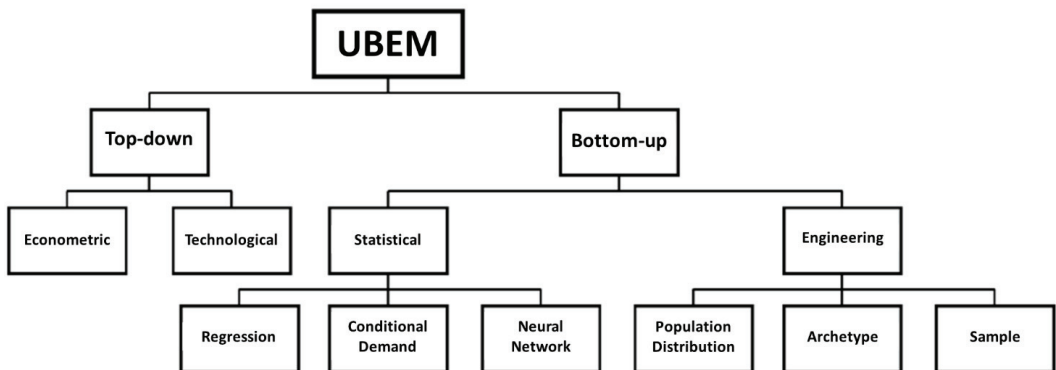 UBEM
Top-down
Bottom-up
Econometric
Technological
Statistical
Engineering
Regression
Conditional
Demand
Neural
Network
Population
Distribution
Archetype
Sample